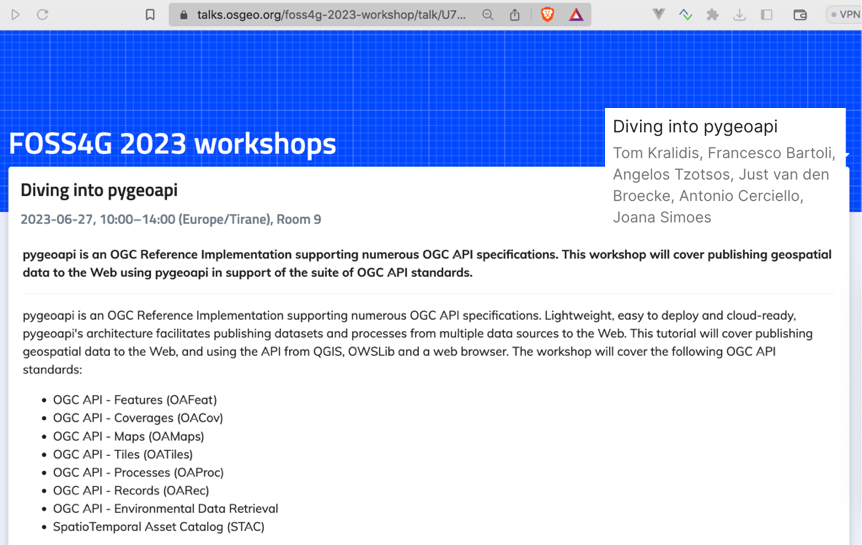 talks.osgeo.org/foss4g-2023-workshop/talk/U7...
VPN
FOSS4G 2023 workshops
Diving into pygeoapi
Tom Kralidis, Francesco Bartoli,
Angelos Tzotsos, Just van den
Broecke, Antonio Cerciello,
Joana Simoes
Diving into pygeoapi
2023-06-27, 10:00–14:00 (Europe/Tirane), Room 9
pygeoapi is an OGC Reference Implementation supporting numerous OGC API specifications. This workshop will cover publishing geospatial
data to the Web using pygeoapi in support of the suite of OGC API standards.
pygeoapi is an OGC Reference Implementation supporting numerous OGC API specifications. Lightweight, easy to deploy and cloud-ready,
pygeoapi's architecture facilitates publishing datasets and processes from multiple data sources to the Web. This tutorial will cover publishing
geospatial data to the Web, and using the API from QGIS, OWSLib and a web browser. The workshop will cover the following OGC API
standards:
• OGC API - Features (OAFeat)
• OGC API - Coverages (OACov)
• OGC API - Maps (OAMaps)
• OGC API - Tiles (OATiles)
• OGC API - Processes (OAProc)
• OGC API - Records (OARec)
• OGC API - Environmental Data Retrieval
• SpatioTemporal Asset Catalog (STAC)